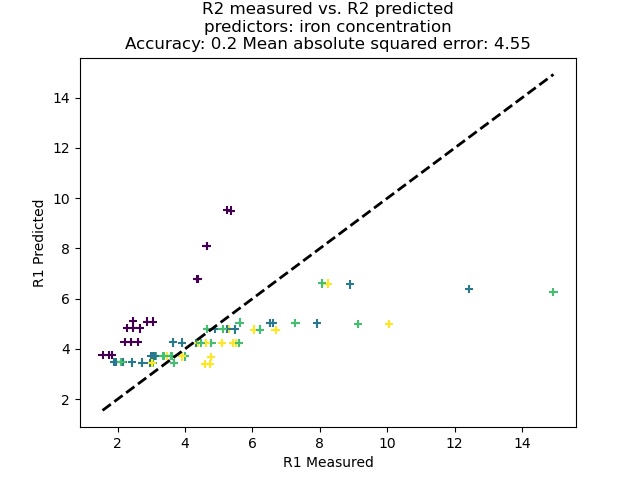 R2 measured vs. R2 predicted
predictors: iron concentration
Accuracy: 0.2 Mean absolute squared error: 4.55
14
12
10
8
6
4
2
R1 Predicted
2 4 6 8 10 12 14
R1 Measured